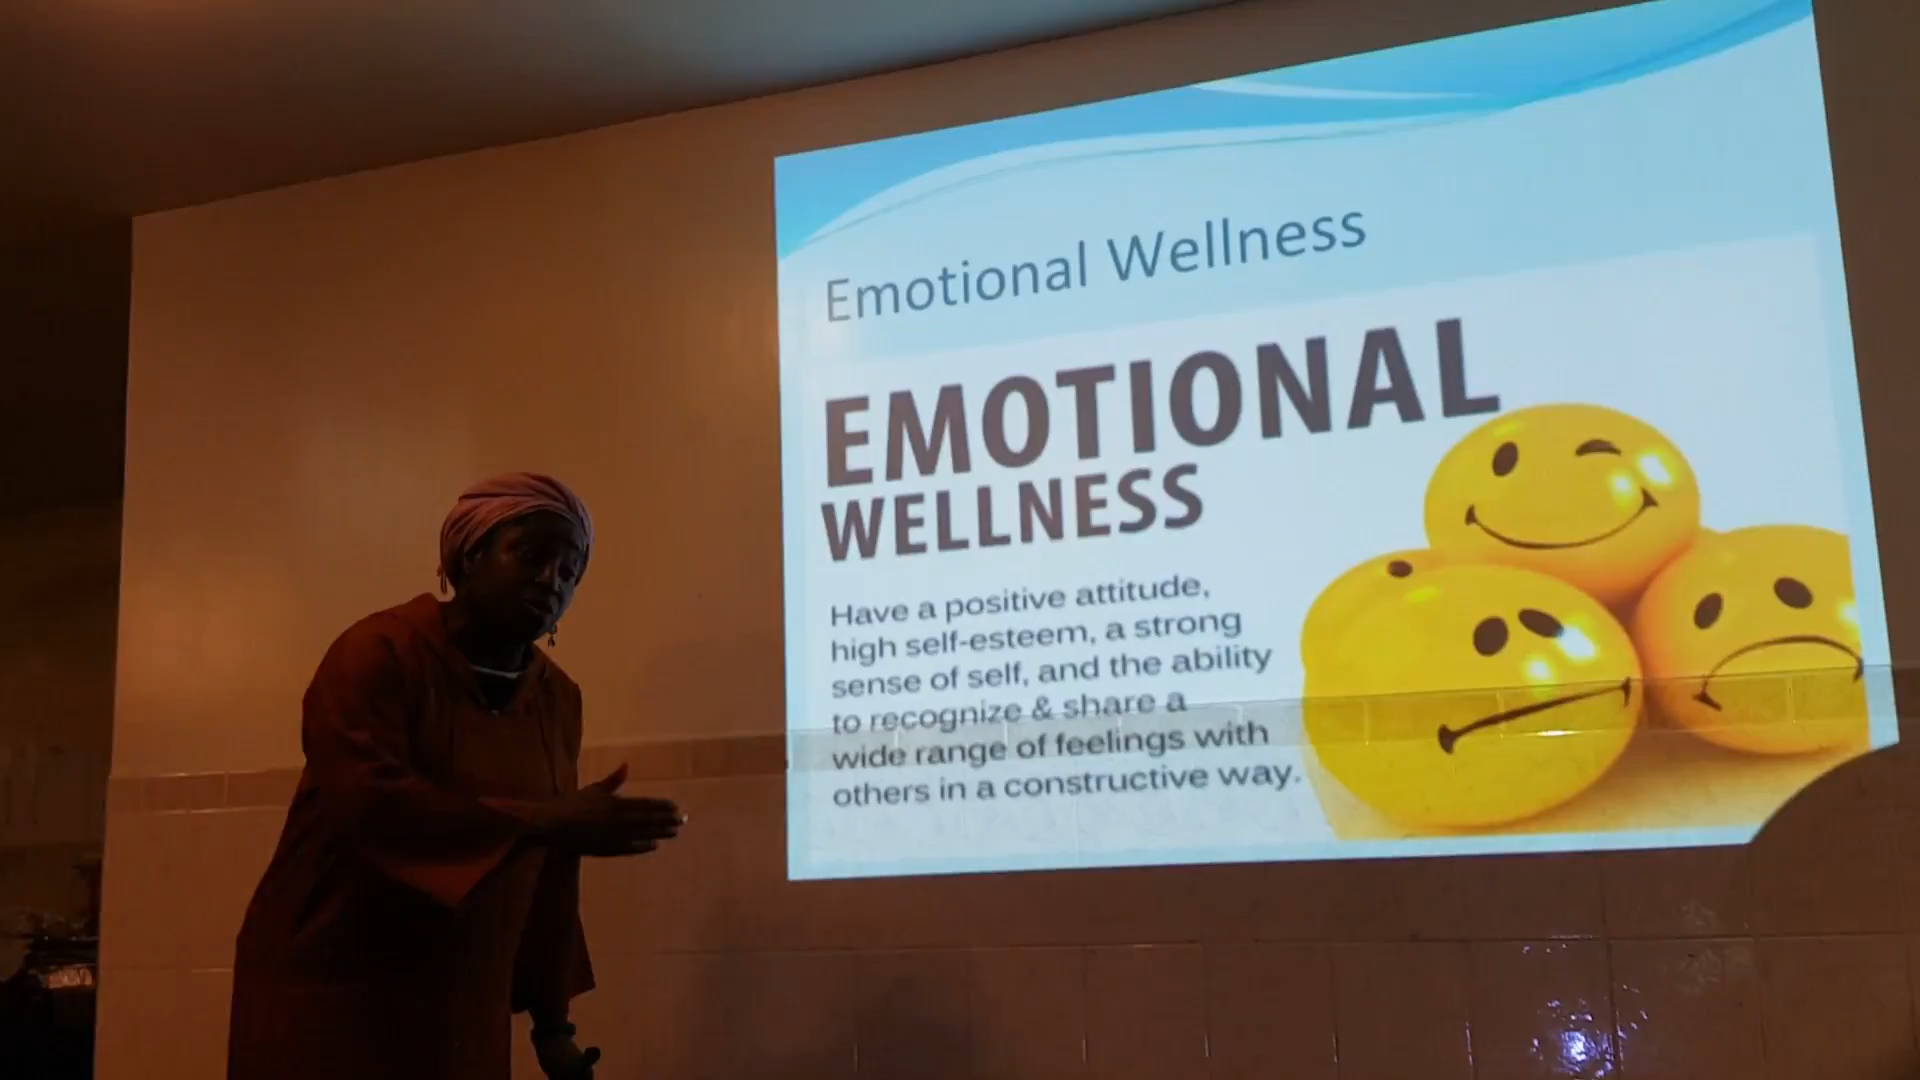 Emotional Wellness
EMOTIONAL
WELLNESS
Have a positive attitude,
high self-esteem, a strong
sense of self, and the ability
to recognize & share a
wide range of feelings with
others in a constructive way.